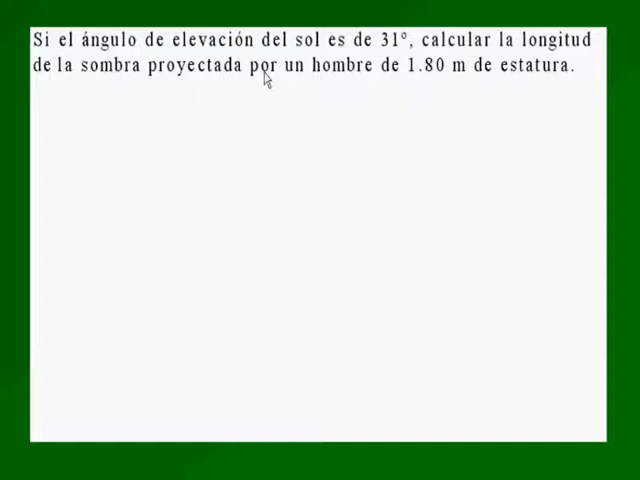 Si el ángulo de elevación del sol es de 31º, calcular la longitud
de la sombra proyectada por un hombre de 1.80 m de estatura.